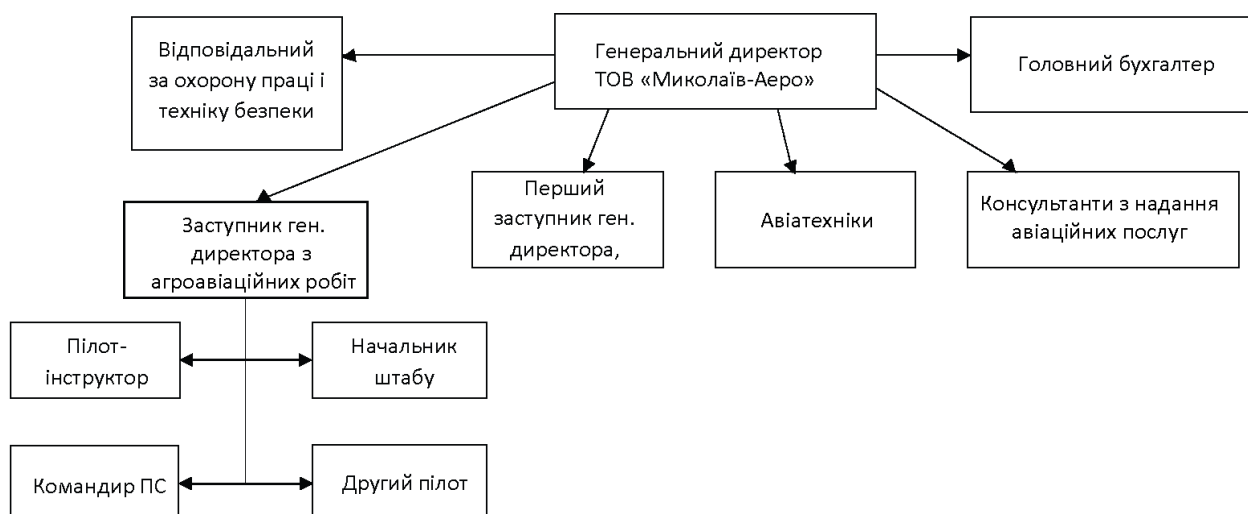 Відповідальний
за охорону праці і
техніку безпеки
Генеральний директор
ТОВ «Миколаїв-Аеро»
Головний бухгалтер
Заступник ген.
директора з
агроавіаційних робіт
Перший
заступник ген.
директора,
Авіатехніки
Консультанти з надання
авіаційних послуг
Пілот-
інструктор
Начальник
штабу
Командир ПС
Другий пілот